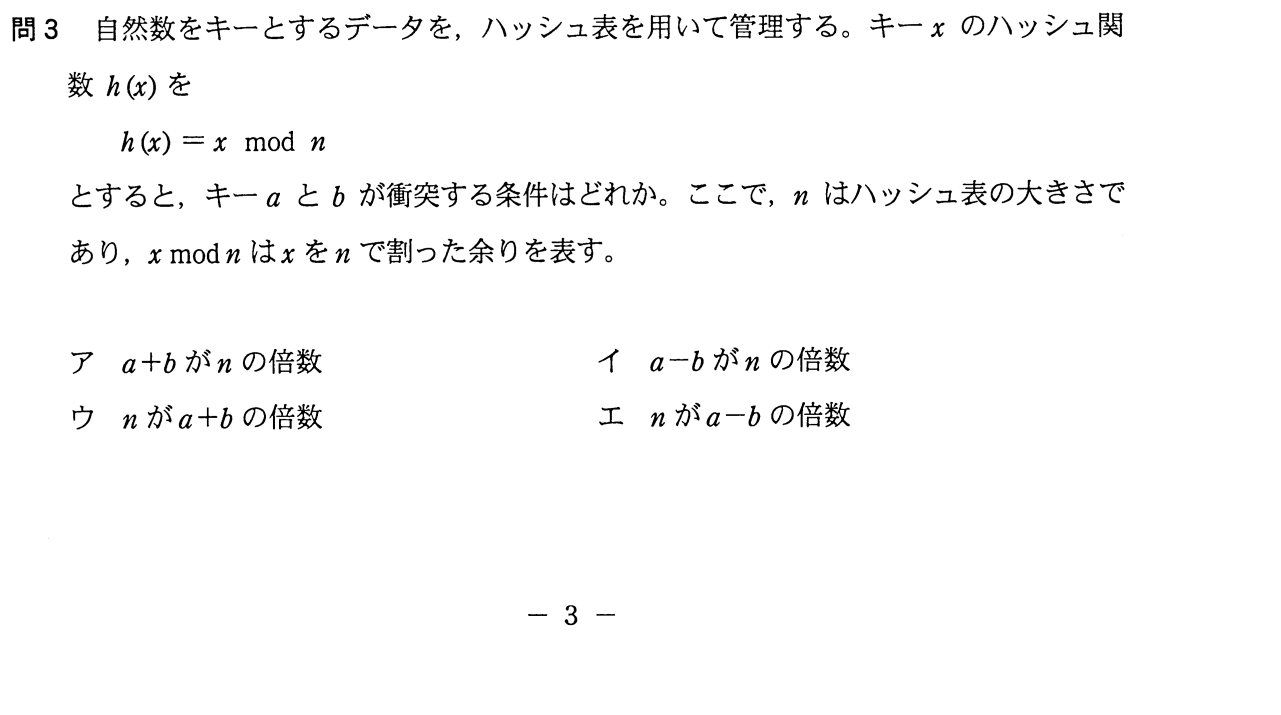 問3 自然数をキーとするデータを，ハッシュ表を用いて管理する。キー x のハッシュ関
数 h(x) を
h(x) ＝ x mod n
とすると，キー a と b が衝突する条件はどれか。ここで，n はハッシュ表の大きさで
あり，x mod n は x を n で割った余りを表す。
ア a＋b が n の倍数 イ a－b が n の倍数
ウ n が a＋b の倍数 エ n が a－b の倍数
－ 3 －